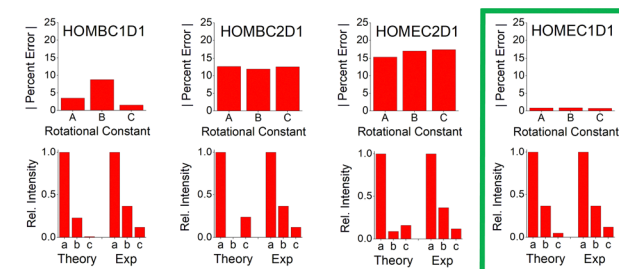 HOMBC1D1
| Percent Error |
25
20
15
10
5
0
A B C
Rotational Constant
HOMBC2D1
| Percent Error |
25
20
15
10
5
0
A B C
Rotational Constant
HOMEC2D1
| Percent Error |
25
20
15
10
5
0
A B C
Rotational Constant
HOMEC1D1
| Percent Error |
25
20
15
10
5
0
A B C
Rotational Constant
Rel. Intensity
1.0
0.5
0.0
a b c a b c
Theory Exp
Rel. Intensity
1.0
0.5
0.0
a b c a b c
Theory Exp
Rel. Intensity
1.0
0.5
0.0
a b c a b c
Theory Exp
Rel. Intensity
1.0
0.5
0.0
a b c a b c
Theory Exp